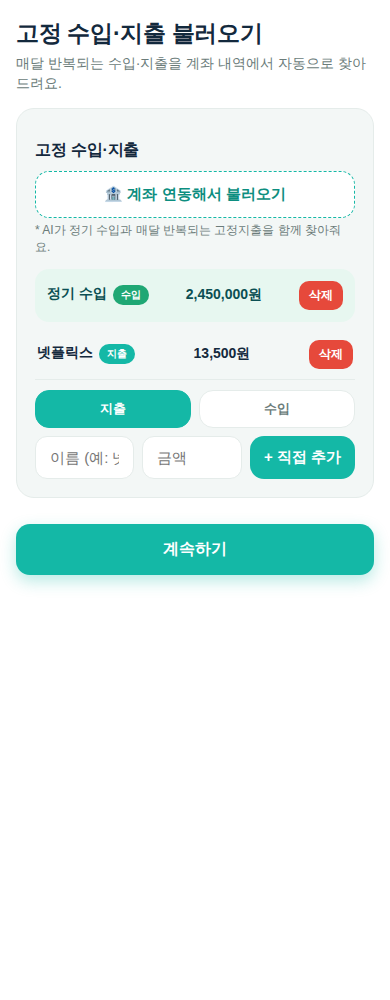 고정 수입·지출 불러오기
매달 반복되는 수입·지출을 계좌 내역에서 자동으로 찾아
드려요.
고정 수입·지출
계좌 연동해서 불러오기
* AI가 정기 수입과 매달 반복되는 고정지출을 함께 찾아줘
요.
정기 수입 수입 2,450,000원 삭제
넷플릭스 지출 13,500원 삭제
지출 수입
이름 (예: 금액 + 직접 추가
계속하기